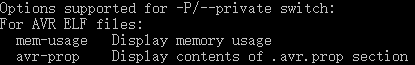 Options supported for -P/--private switch:
For AVR ELF files:
  mem-usage   Display memory usage
  avr-prop    Display contents of .avr.prop section